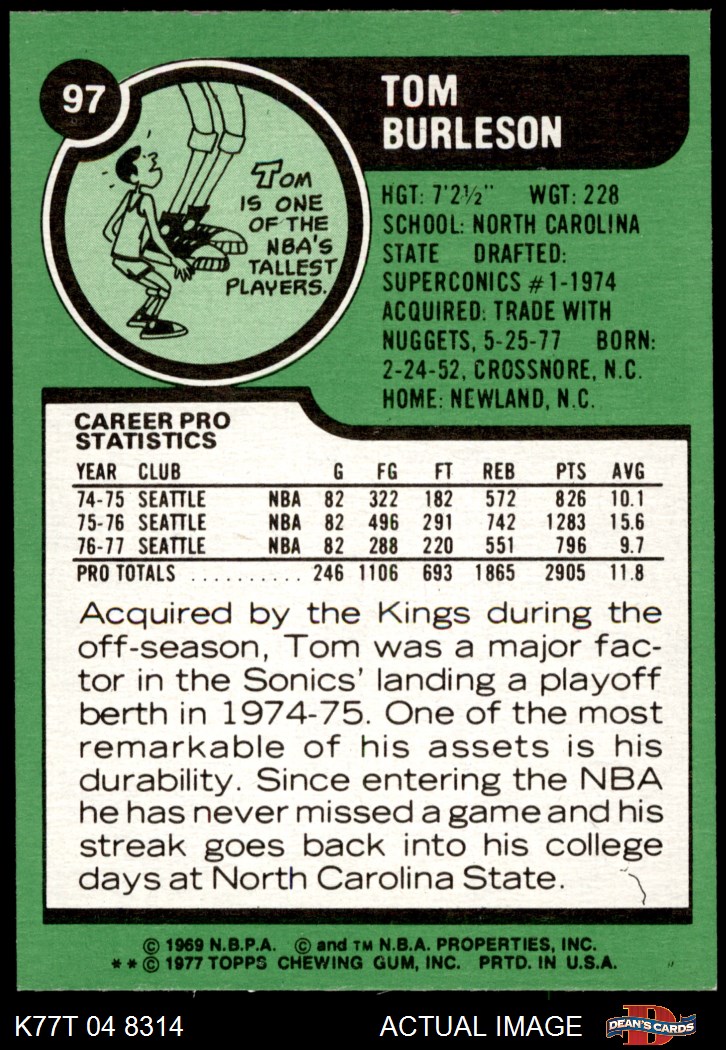 97
TOM
BURLESON
TOM
IS ONE
OF THE
NBA'S
TALLEST
PLAYERS.
HGT: 7'2½" WGT: 228
SCHOOL: NORTH CAROLINA
STATE DRAFTED:
SUPERCONICS #1-1974
ACQUIRED: TRADE WITH
NUGGETS, 5-25-77 BORN:
2-24-52, CROSSNORE, N.C.
HOME: NEWLAND, N.C.
CAREER PRO
STATISTICS
YEAR CLUB G FG FT REB PTS AVG
74-75 SEATTLE NBA 82 322 182 572 826 10.1
75-76 SEATTLE NBA 82 496 291 742 1283 15.6
76-77 SEATTLE NBA 82 288 220 551 796 9.7
PRO TOTALS .......... 246 1106 693 1865 2905 11.8
Acquired by the Kings during the
off-season, Tom was a major fac-
tor in the Sonics' landing a playoff
berth in 1974-75. One of the most
remarkable of his assets is his
durability. Since entering the NBA
he has never missed a game and his
streak goes back into his college
days at North Carolina State.
© 1969 N.B.P.A. © and TM N.B.A. PROPERTIES, INC.
** © 1977 TOPPS CHEWING GUM, INC. PRTD. IN U.S.A.
K77T 04 8314 ACTUAL IMAGE DEAN'S CARDS